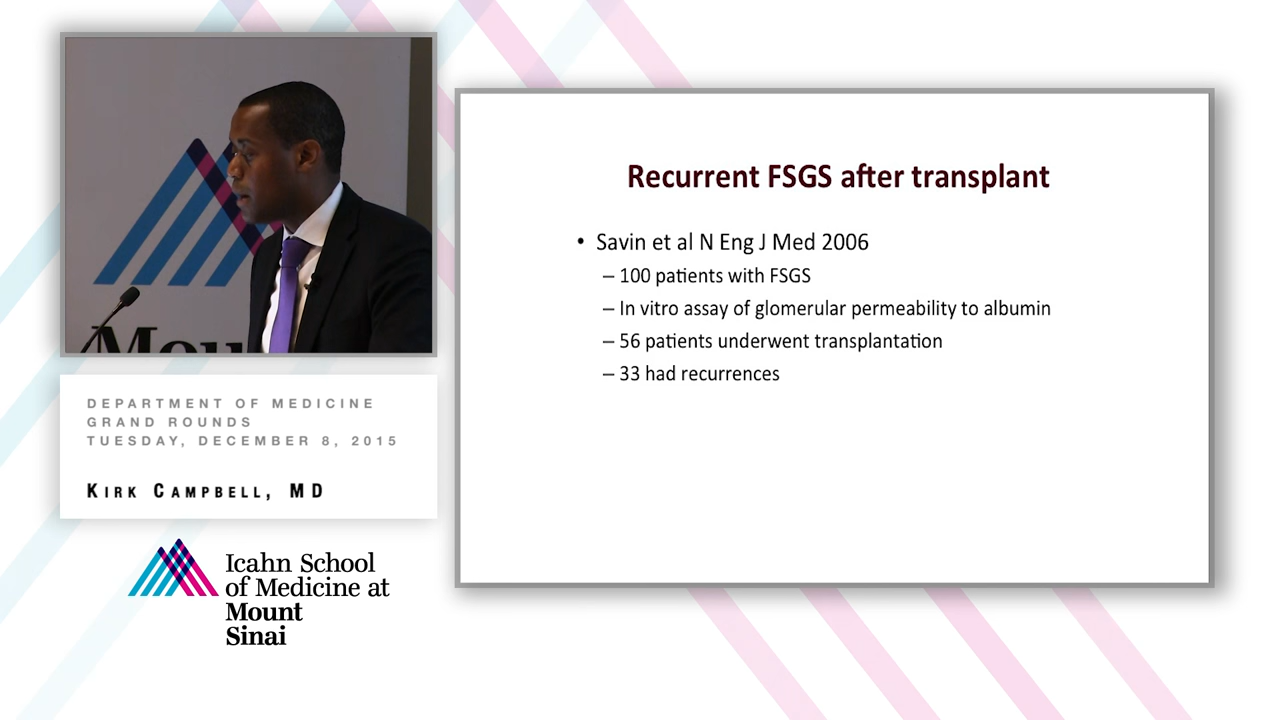 Mou
DEPARTMENT OF MEDICINE
GRAND ROUNDS
TUESDAY, DECEMBER 8, 2015
KIRK CAMPBELL, MD
Icahn School
of Medicine at
Mount
Sinai
Recurrent FSGS after transplant
• Savin et al N Eng J Med 2006
– 100 patients with FSGS
– In vitro assay of glomerular permeability to albumin
– 56 patients underwent transplantation
– 33 had recurrences